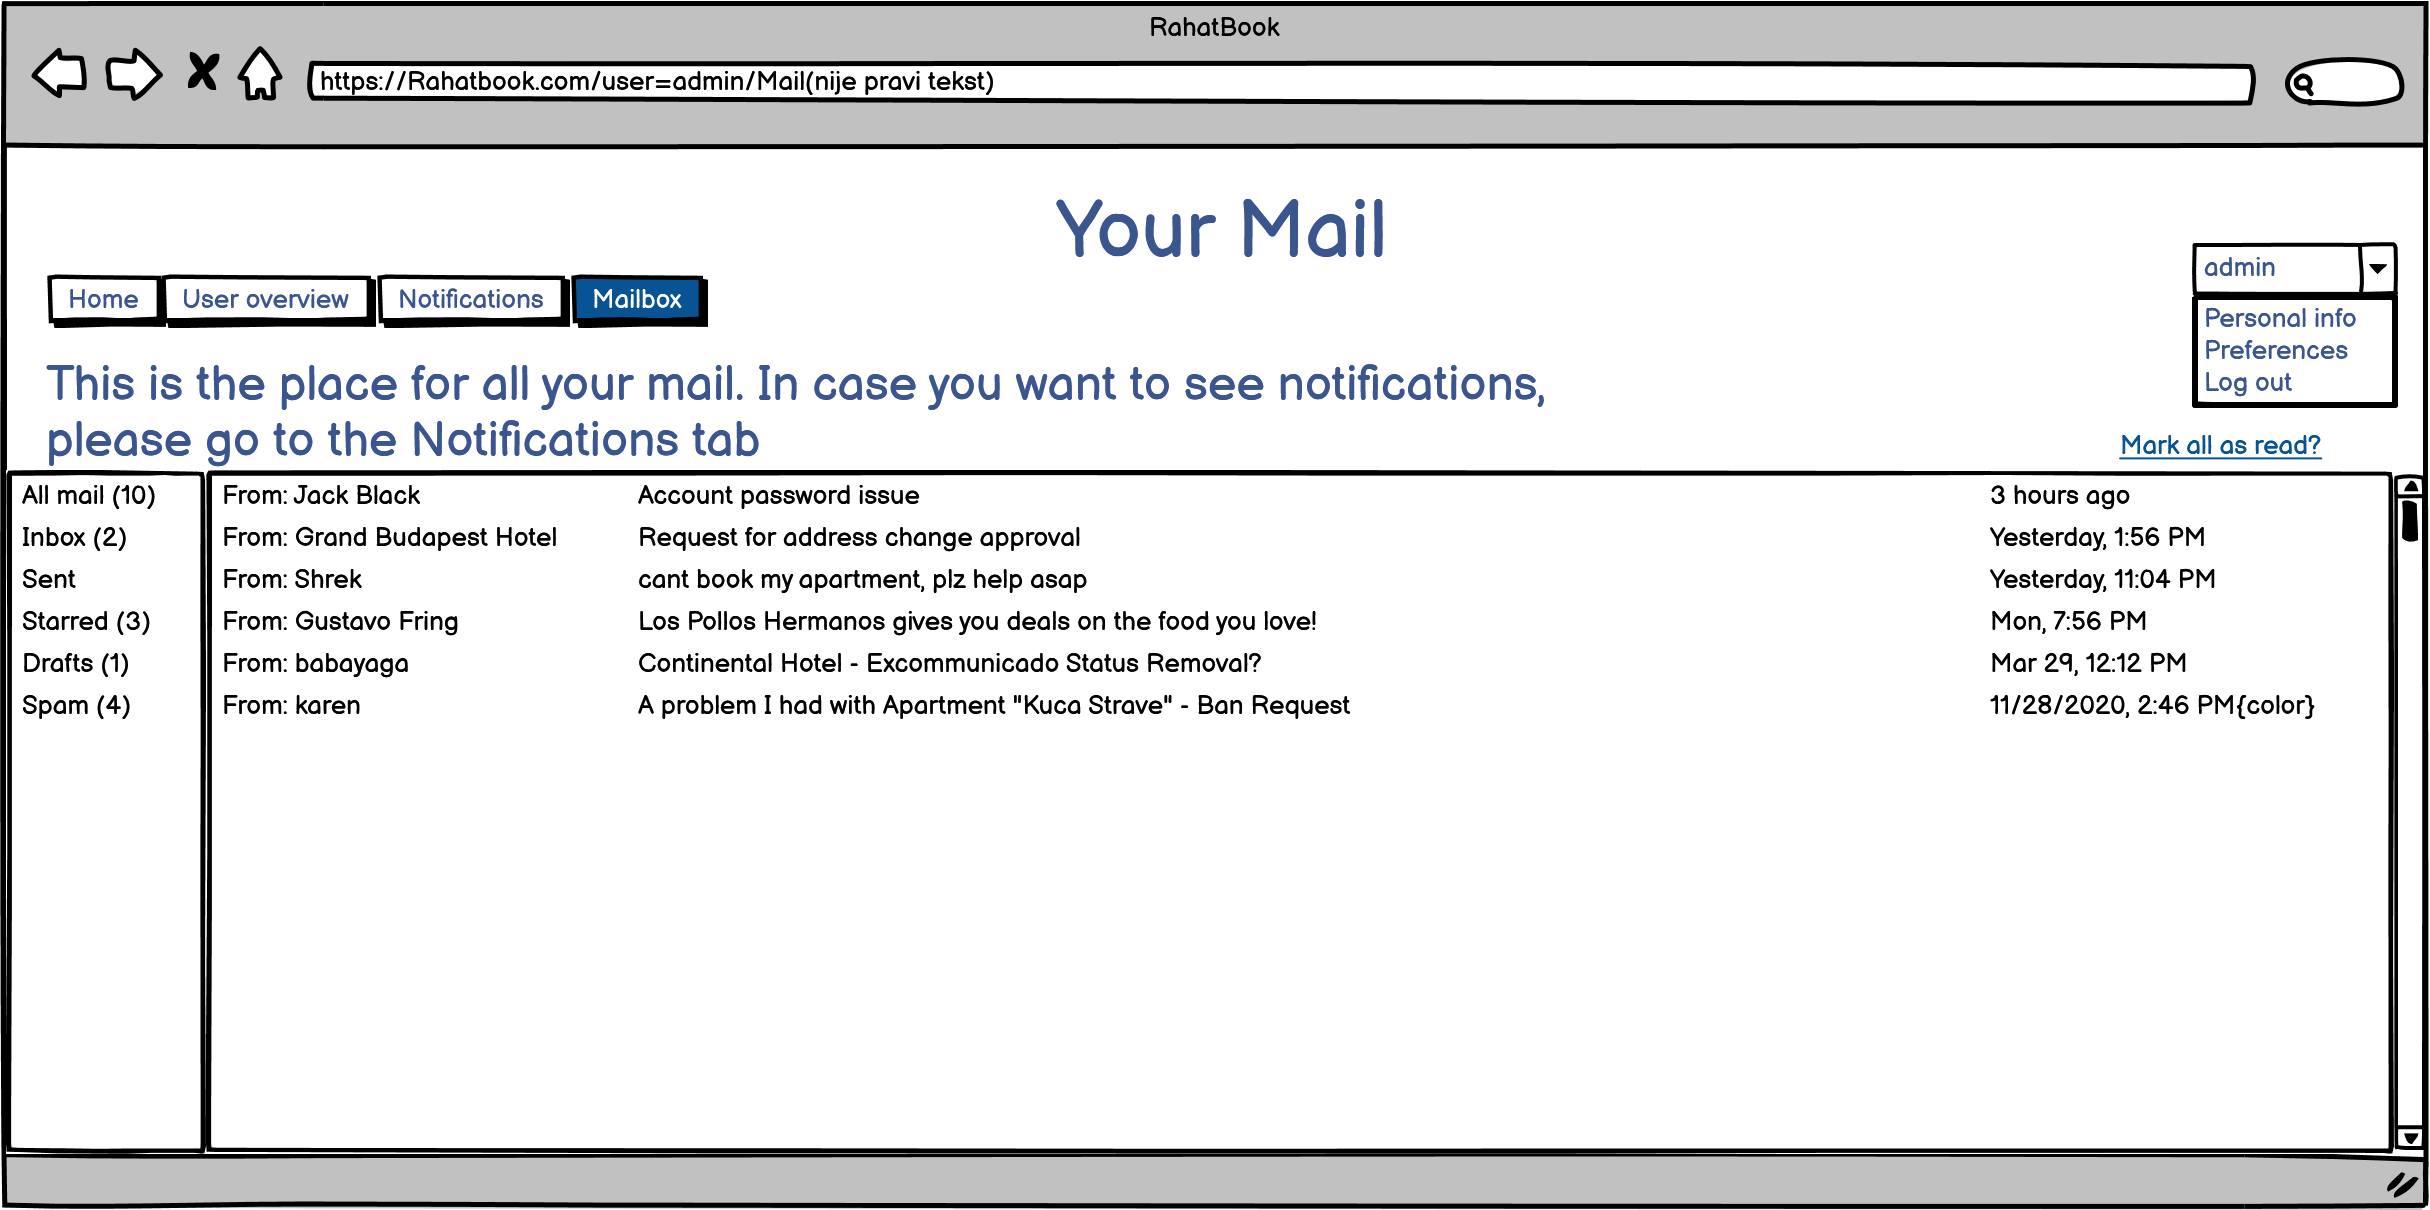 RahatBook
https://Rahatbook.com/user=admin/Mail(nije pravi tekst)
Your Mail
admin
Home User overview Notifications Mailbox
Personal info
Preferences
Log out
This is the place for all your mail. In case you want to see notifications,
please go to the Notifications tab
Mark all as read?
All mail (10)
Inbox (2)
Sent
Starred (3)
Drafts (1)
Spam (4)
From: Jack Black Account password issue 3 hours ago
From: Grand Budapest Hotel Request for address change approval Yesterday, 1:56 PM
From: Shrek cant book my apartment, plz help asap Yesterday, 11:04 PM
From: Gustavo Fring Los Pollos Hermanos gives you deals on the food you love! Mon, 7:56 PM
From: babayaga Continental Hotel - Excommunicado Status Removal? Mar 29, 12:12 PM
From: karen A problem I had with Apartment "Kuca Strave" - Ban Request 11/28/2020, 2:46 PM{color}